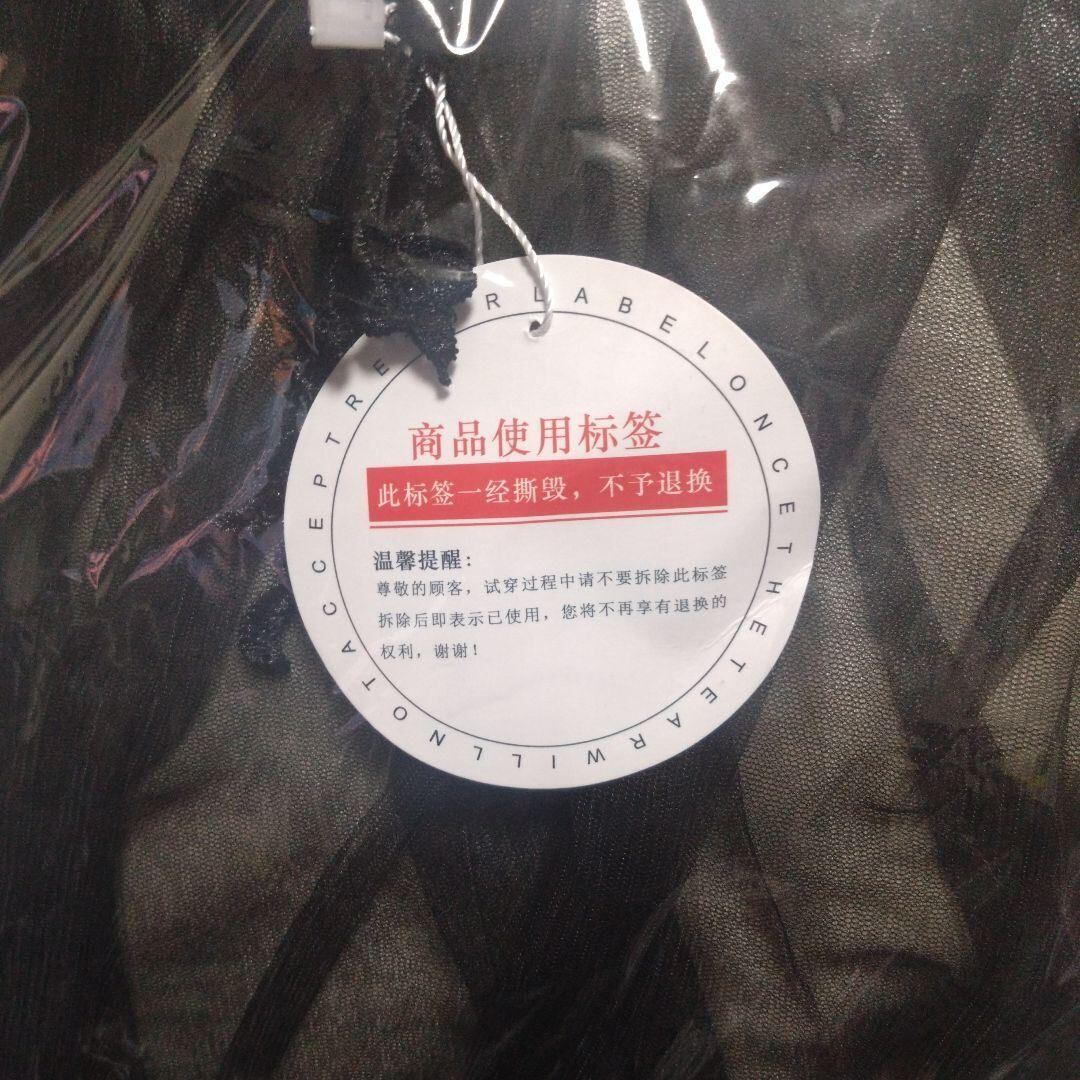 商品使用标签
此标签一经撕毁，不予退换
温馨提醒：
尊敬的顾客，试穿过程中请不要拆除此标签
拆除后即表示已使用，您将不再享有退换的
权利，谢谢！
RLABELONCETHETEARWILLNOTACCEPTRE